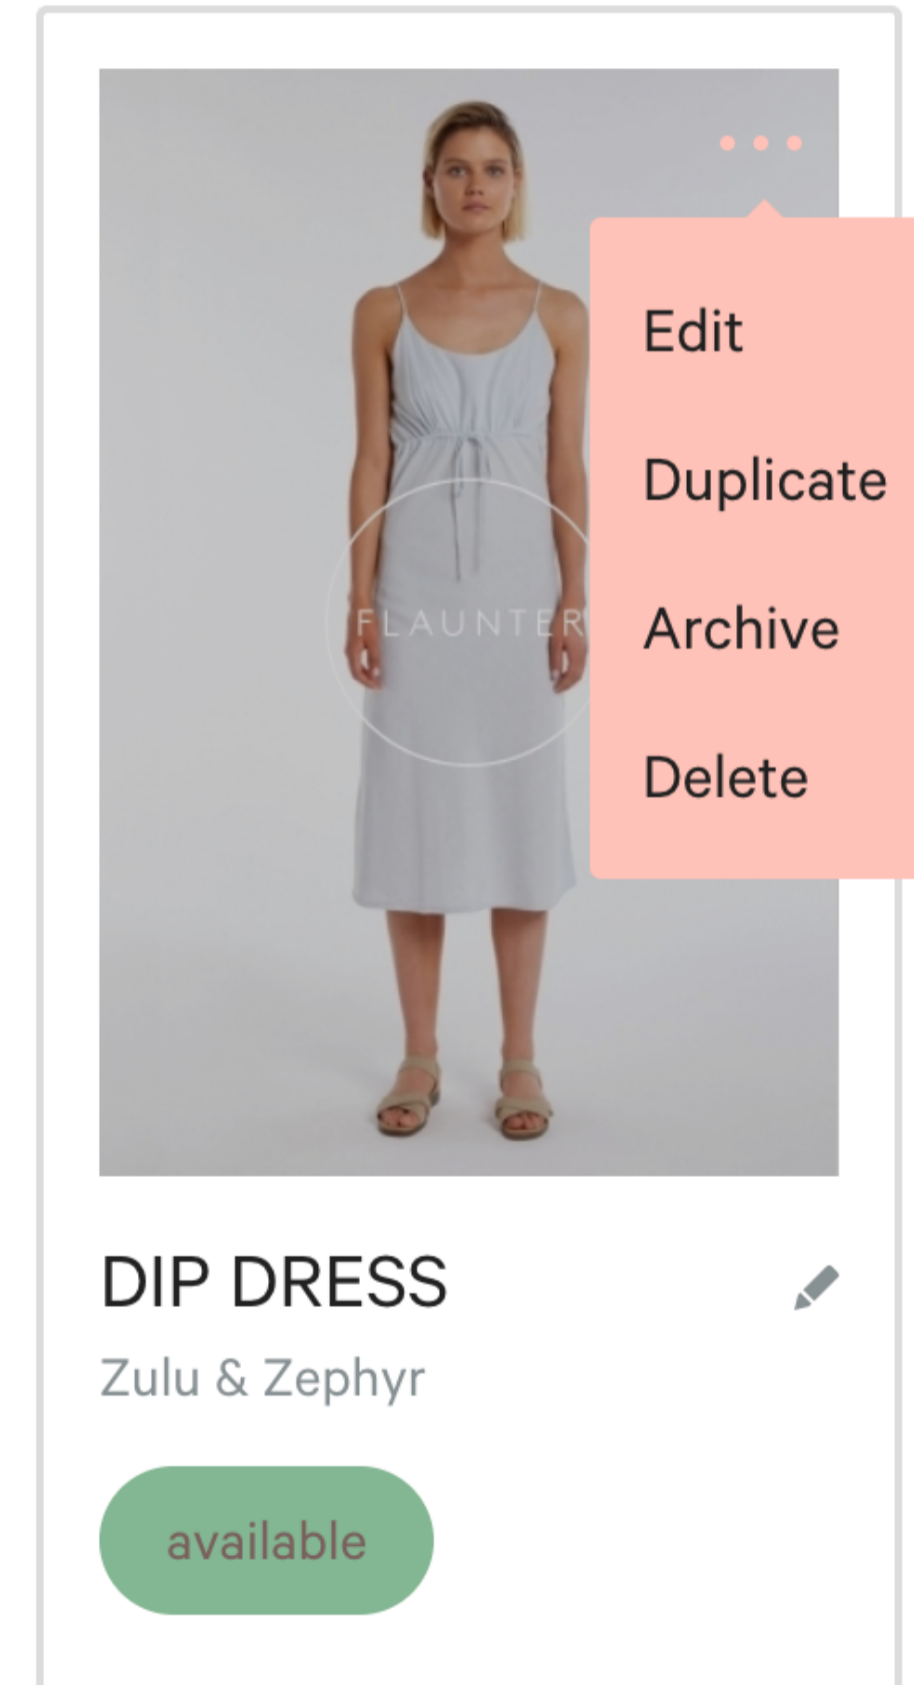 Edit
Duplicate
Archive
Delete
FLAUNTER
DIP DRESS
Zulu & Zephyr
available